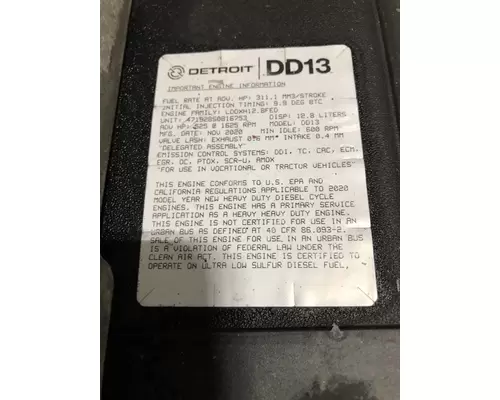 DETROIT DD13
IMPORTANT ENGINE INFORMATION
FUEL RATE AT ADV. HP: 311.1 MM3/STROKE
INITIAL INJECTION TIMING: 9.9 DEG BTC
ENGINE FAMILY: LDDXH12.8FED DISP: 12.8 LITERS
UNIT: 471928S0816753 MODEL: DD13
ADV HP: 525 @ 1625 RPM MIN IDLE: 600 RPM
MFG. DATE: NOV 2020
VALVE LASH: EXHAUST MM INTAKE 0.4 MM
"DELEGATED ASSEMBLY"
EMISSION CONTROL SYSTEMS: DDI, TC, CAC, ECM,
EGR, OC, PTOX, SCR-U, AMOX
"FOR USE IN VOCATIONAL OR TRACTOR VEHICLES"
THIS ENGINE CONFORMS TO U.S. EPA AND
CALIFORNIA REGULATIONS APPLICABLE TO 2020
MODEL YEAR NEW HEAVY DUTY DIESEL CYCLE
ENGINES. THIS ENGINE HAS A PRIMARY SERVICE
APPLICATION AS A HEAVY HEAVY DUTY ENGINE.
THIS ENGINE IS NOT CERTIFIED FOR USE IN AN
URBAN BUS AS DEFINED AT 40 CFR 86.093-2.
SALE OF THIS ENGINE FOR USE IN AN URBAN BUS
IS A VIOLATION OF FEDERAL LAW UNDER THE
CLEAN AIR ACT. THIS ENGINE IS CERTIFIED TO
OPERATE ON ULTRA LOW SULFUR DIESEL FUEL.